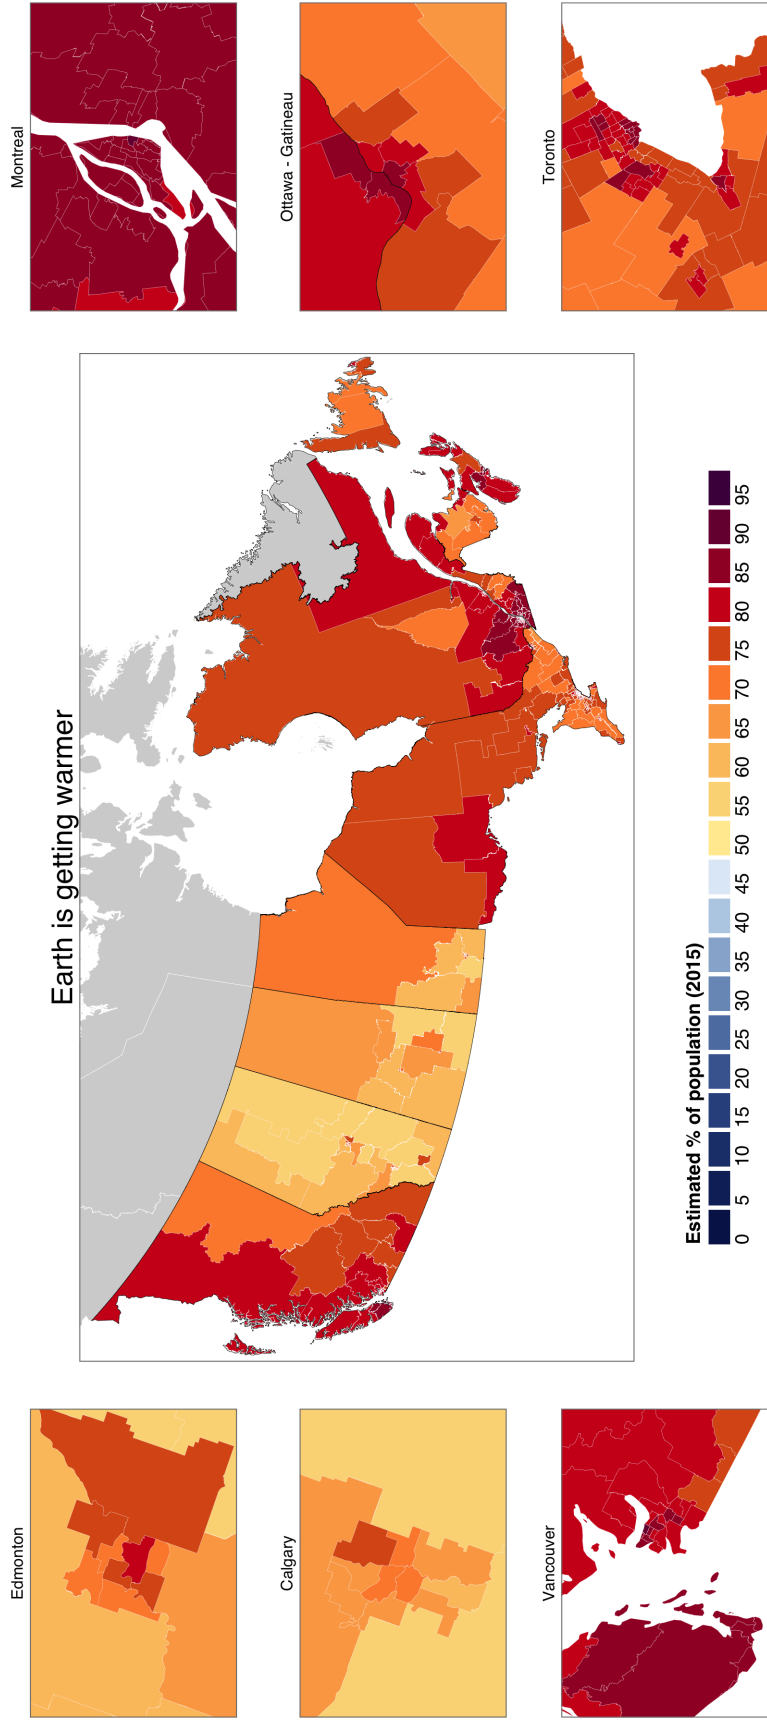 Earth is getting warmer
Edmonton
Montreal
Calgary
Ottawa - Gatineau
Vancouver
Toronto
Estimated % of population (2015)
0 5 10 15 20 25 30 35 40 45 50 55 60 65 70 75 80 85 90 95